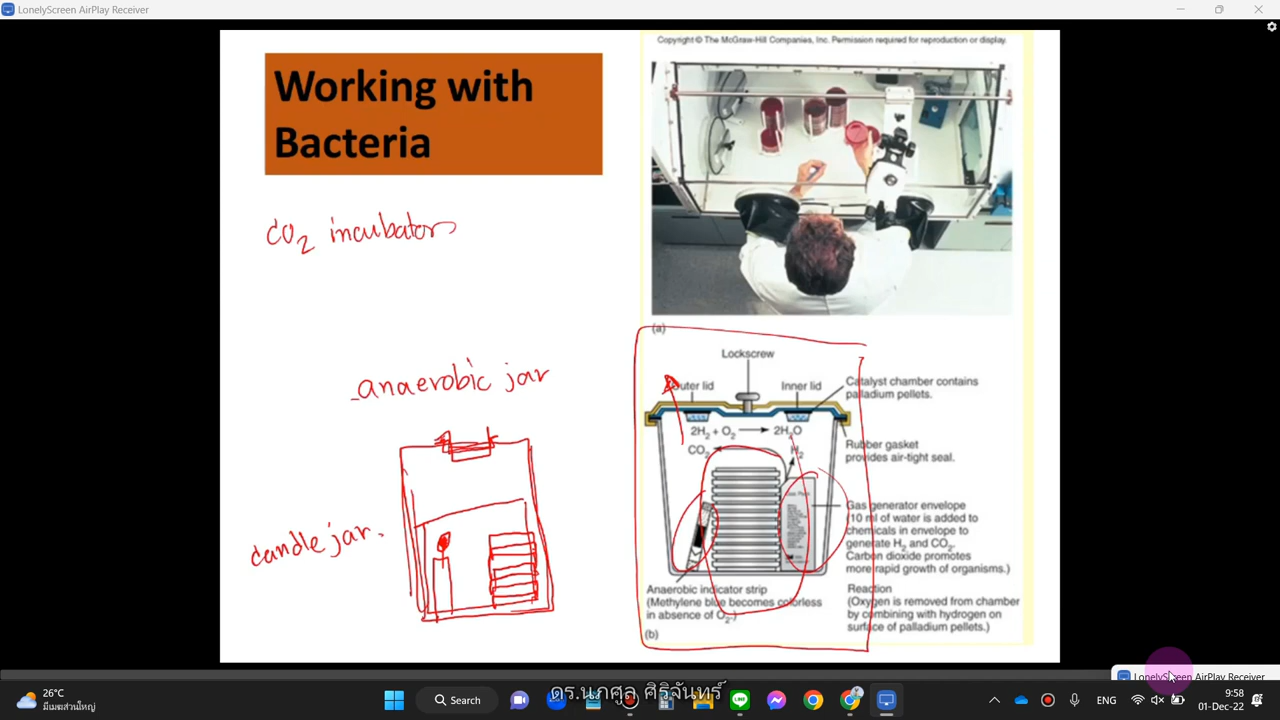 LonelyScreen AirPlay Receiver
Copyright © The McGraw-Hill Companies, Inc. Permission required for reproduction or display.
Working with
Bacteria
CO2 incubators
(a)
Lockscrew
anaerobic jar
Outer lid
Inner lid
Catalyst chamber contains
palladium pellets.
2H2 + O2 → 2H2O
CO2
H2
Rubber gasket
provides air-tight seal.
candle jar.
Gas generator envelope
(10 ml of water is added to
chemicals in envelope to
generate H2 and CO2.
Carbon dioxide promotes
more rapid growth of organisms.)
Anaerobic indicator strip
(Methylene blue becomes colorless
in absence of O2.)
Reaction
(Oxygen is removed from chamber
by combining with hydrogen on
surface of palladium pellets.)
(b)
LonelyScreen AirPlay Receiver
26°C
มีเมฆส่วนใหญ่
Search
ดร.นภศูล ศิริจันทร์
ENG
9:58
01-Dec-22